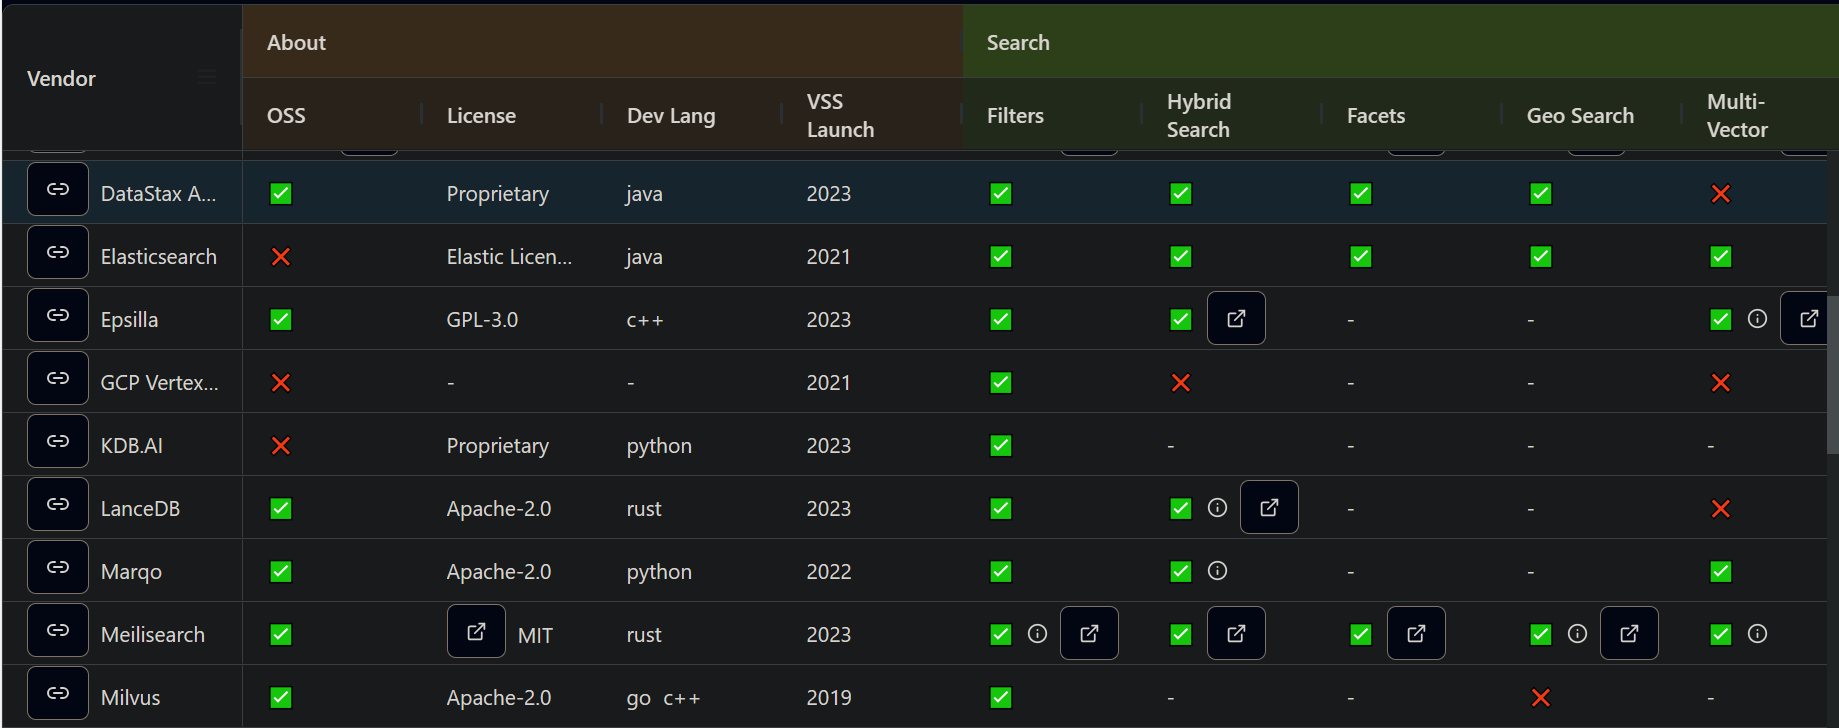 Vendor
About
Search
OSS
License
Dev Lang
VSS
Launch
Filters
Hybrid
Search
Facets
Geo Search
Multi-
Vector
DataStax A... Proprietary java 2023
Elasticsearch Elastic Licen... java 2021
Epsilla GPL-3.0 c++ 2023 - -
GCP Vertex... - - 2021 - -
KDB.AI Proprietary python 2023 - - - -
LanceDB Apache-2.0 rust 2023 - -
Marqo Apache-2.0 python 2022 - -
Meilisearch MIT rust 2023
Milvus Apache-2.0 go c++ 2019 - - -